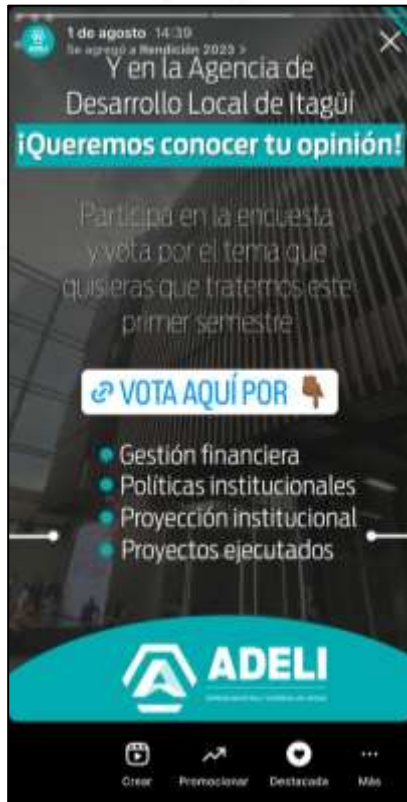 1 de agosto 14:39
Se agregó a Rendición 2023 >
Y en la Agencia de
Desarrollo Local de Itagüí
¡Queremos conocer tu opinión!
Participa en la encuesta
y vota por el tema que
quisieras que tratemos este
primer semestre
VOTA AQUÍ POR
Gestión financiera
Políticas institucionales
Proyección institucional
Proyectos ejecutados
ADELI
Crear Promocionar Destacada Más